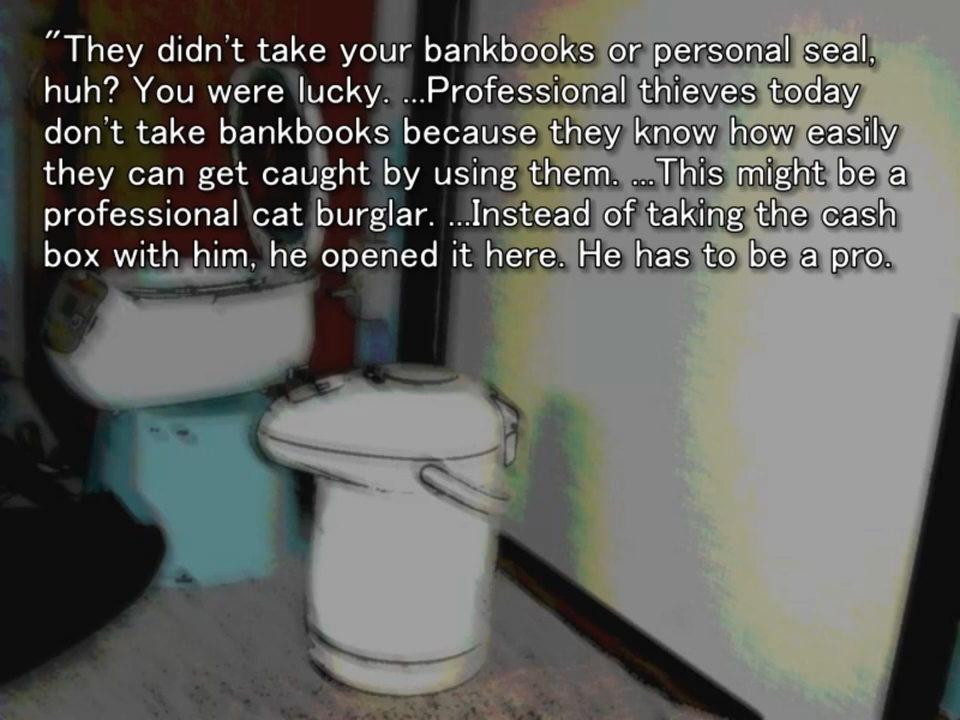 "They didn't take your bankbooks or personal seal,
huh? You were lucky. ...Professional thieves today
don't take bankbooks because they know how easily
they can get caught by using them. ...This might be a
professional cat burglar. ...Instead of taking the cash
box with him, he opened it here. He has to be a pro.